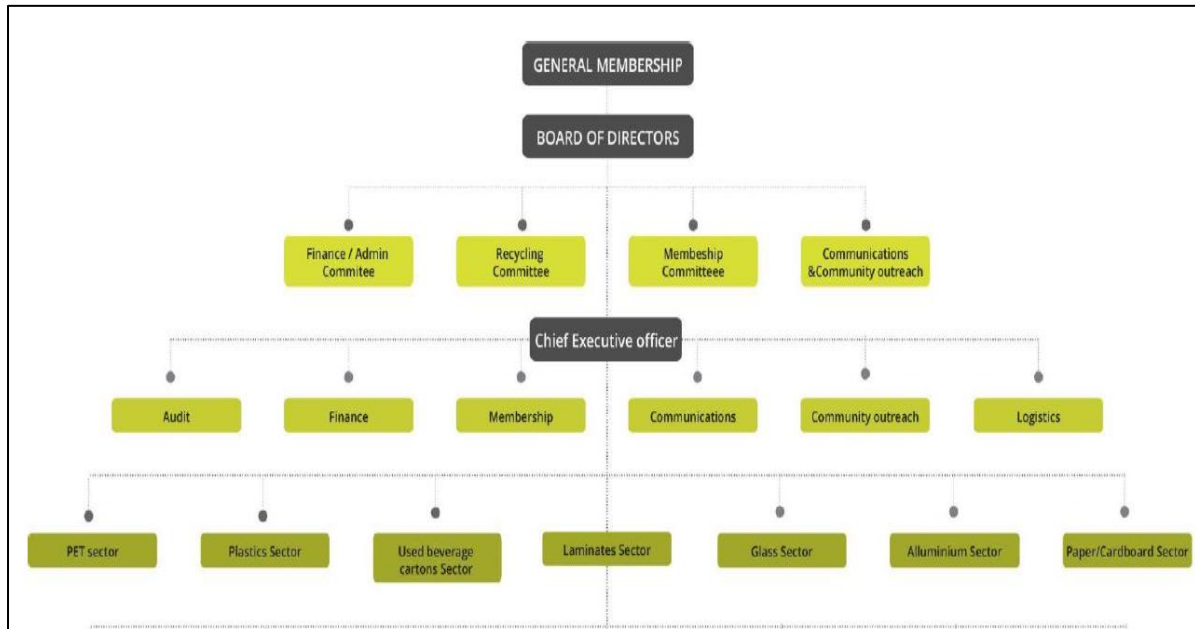 GENERAL MEMBERSHIP
BOARD OF DIRECTORS
Finance / Admin
Commitee
Recycling
Committee
Membeship
Committeee
Communications
&Community outreach
Chief Executive officer
Audit
Finance
Membership
Communications
Community outreach
Logistics
PET sector
Plastics Sector
Used beverage
cartons Sector
Laminates Sector
Glass Sector
Alluminium Sector
Paper/Cardboard Sector